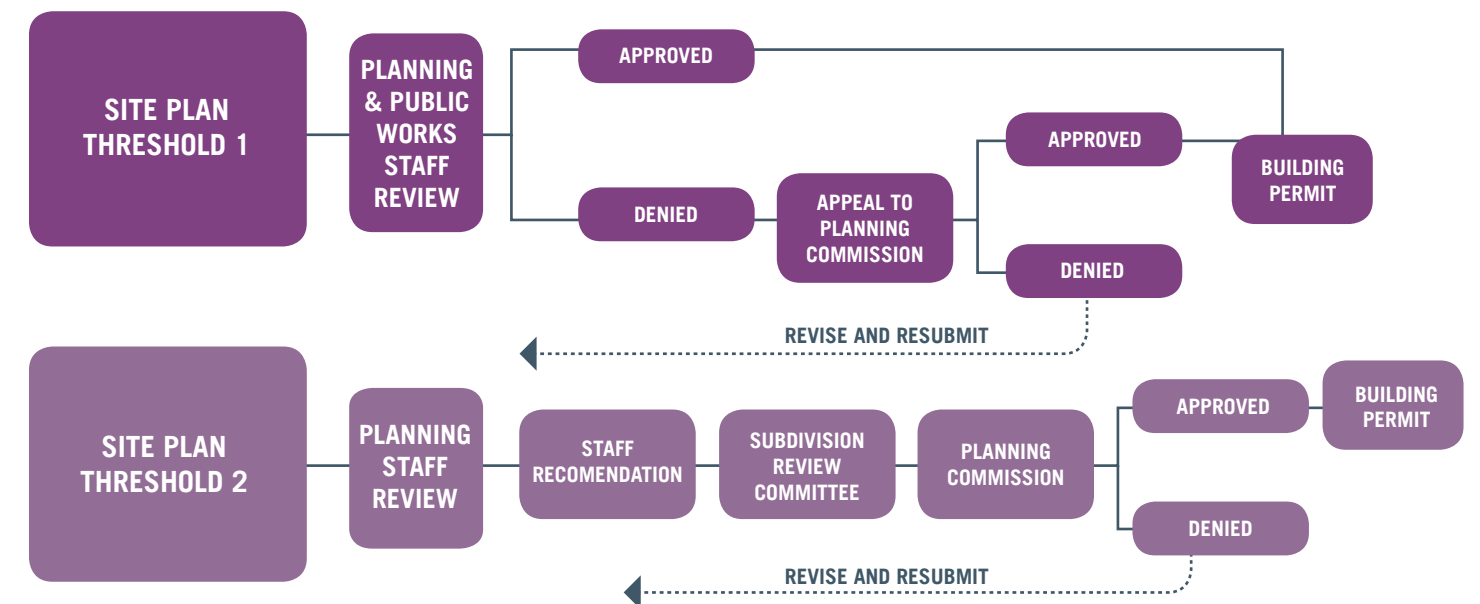 SITE PLAN
THRESHOLD 1
PLANNING
& PUBLIC
WORKS
STAFF
REVIEW
APPROVED
DENIED
APPEAL TO
PLANNING
COMMISSION
APPROVED
DENIED
BUILDING
PERMIT
REVISE AND RESUBMIT
SITE PLAN
THRESHOLD 2
PLANNING
STAFF
REVIEW
STAFF
RECOMENDATION
SUBDIVISION
REVIEW
COMMITTEE
PLANNING
COMMISSION
APPROVED
BUILDING
PERMIT
DENIED
REVISE AND RESUBMIT